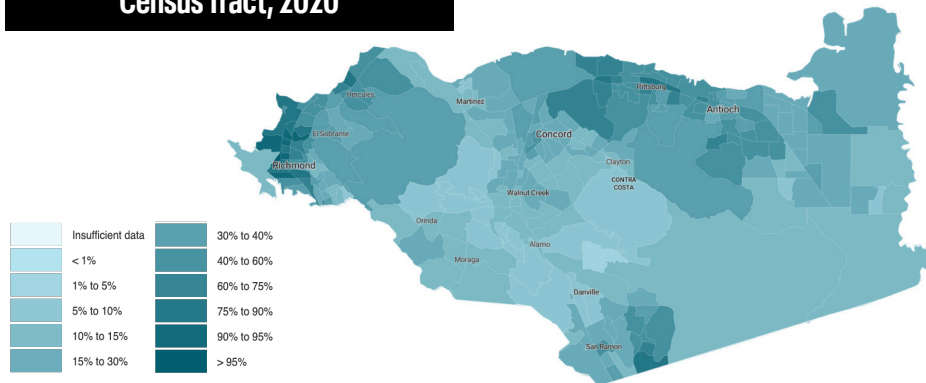 Census Tract, 2020
Hercules
Pittsburg
Martinez
Antioch
El Sobrante
Concord
Richmond
Clayton
CONTRA
COSTA
Walnut Creek
Orinda
Alamo
Moraga
Danville
San Ramon
Insufficient data
< 1%
1% to 5%
5% to 10%
10% to 15%
15% to 30%
30% to 40%
40% to 60%
60% to 75%
75% to 90%
90% to 95%
> 95%